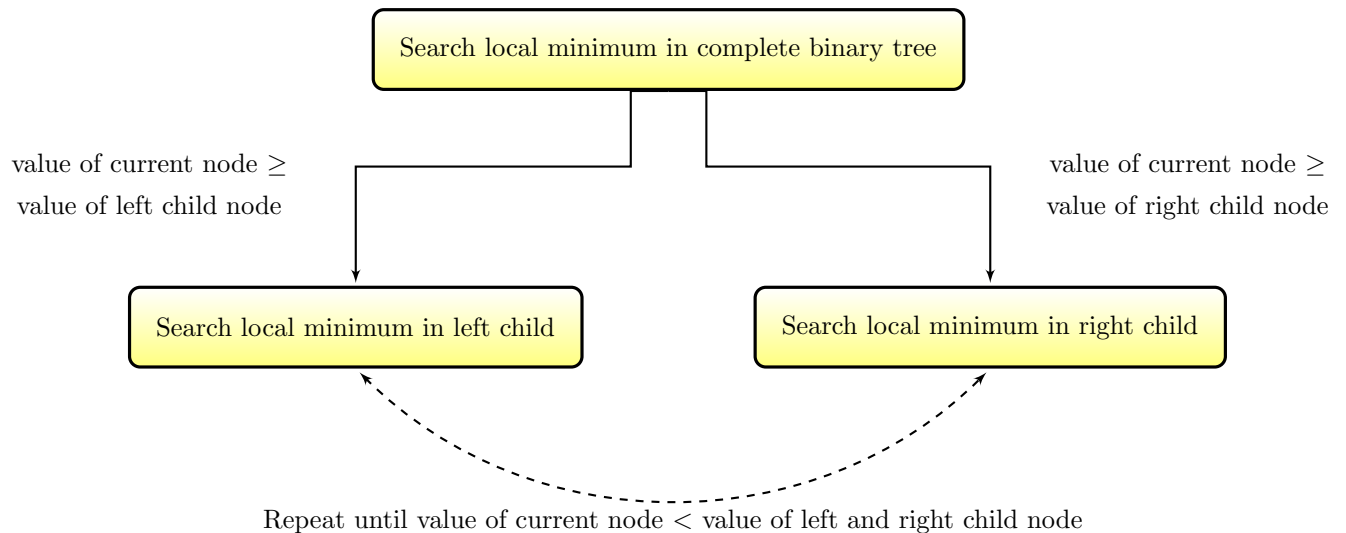 Search local minimum in complete binary tree
value of current node ≥
value of left child node
value of current node ≥
value of right child node
Search local minimum in left child
Search local minimum in right child
Repeat until value of current node < value of left and right child node